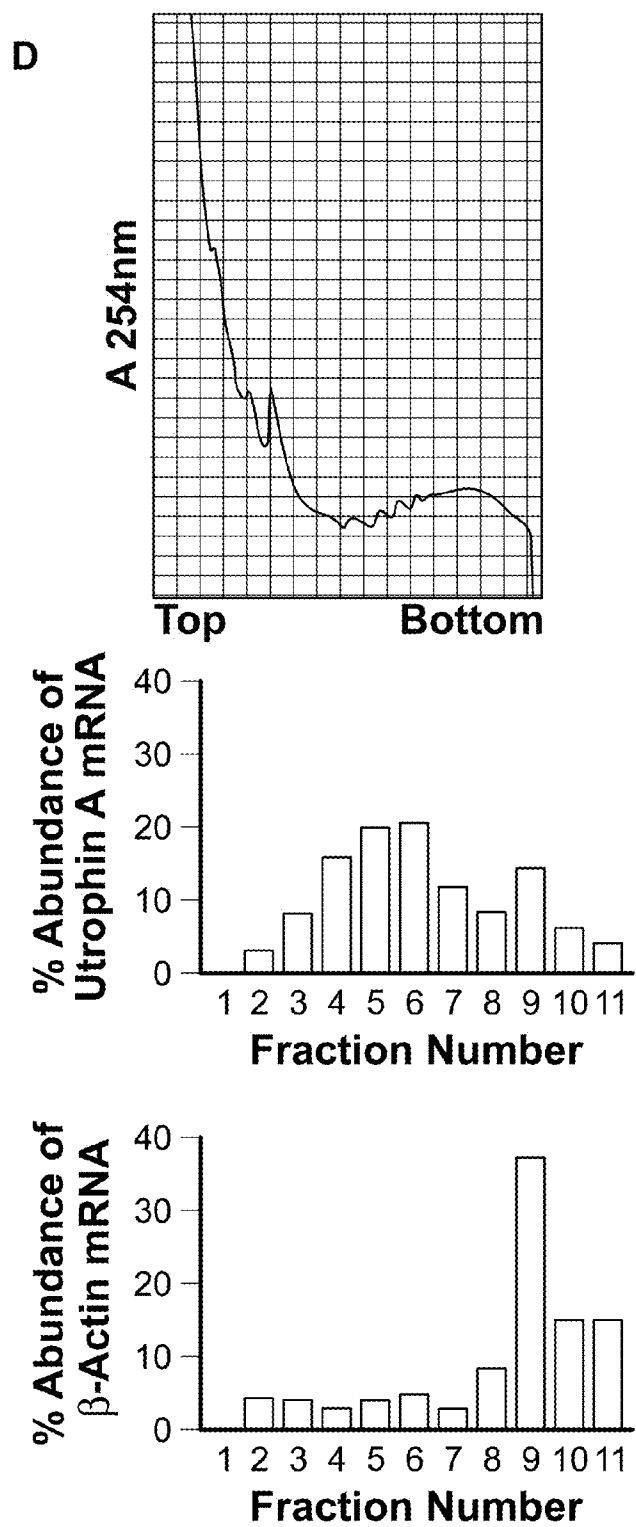 D
A 254nm
Top Bottom
% Abundance of
Utrophin A mRNA
40
30
20
10
0
1 2 3 4 5 6 7 8 9 10 11
Fraction Number
% Abundance of
β-Actin mRNA
40
30
20
10
0
1 2 3 4 5 6 7 8 9 10 11
Fraction Number